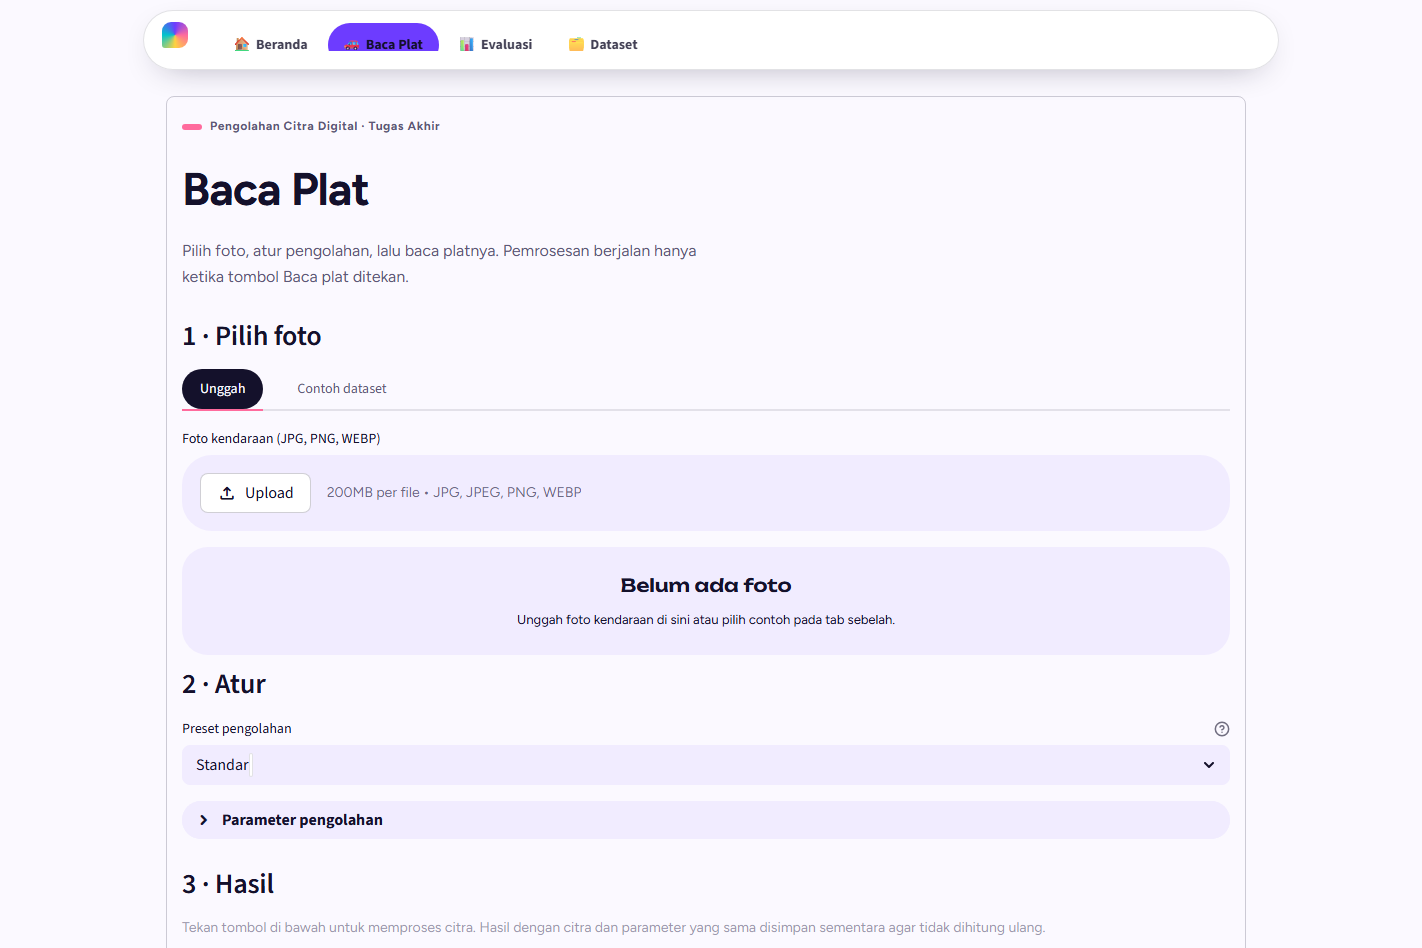 Beranda
Baca Plat
Evaluasi
Dataset
Pengolahan Citra Digital · Tugas Akhir
Baca Plat
Pilih foto, atur pengolahan, lalu baca platnya. Pemrosesan berjalan hanya
ketika tombol Baca plat ditekan.
1 · Pilih foto
Unggah
Contoh dataset
Foto kendaraan (JPG, PNG, WEBP)
Upload
200MB per file • JPG, JPEG, PNG, WEBP
Belum ada foto
Unggah foto kendaraan di sini atau pilih contoh pada tab sebelah.
2 · Atur
Preset pengolahan
Standar
Parameter pengolahan
3 · Hasil
Tekan tombol di bawah untuk memproses citra. Hasil dengan citra dan parameter yang sama disimpan sementara agar tidak dihitung ulang.